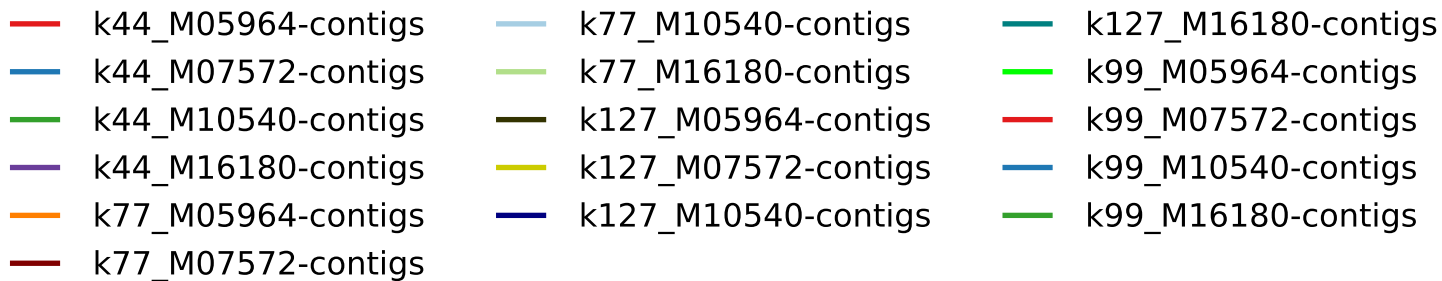 k44_M05964-contigs
k44_M07572-contigs
k44_M10540-contigs
k44_M16180-contigs
k77_M05964-contigs
k77_M07572-contigs
k77_M10540-contigs
k77_M16180-contigs
k127_M05964-contigs
k127_M07572-contigs
k127_M10540-contigs
k127_M16180-contigs
k99_M05964-contigs
k99_M07572-contigs
k99_M10540-contigs
k99_M16180-contigs